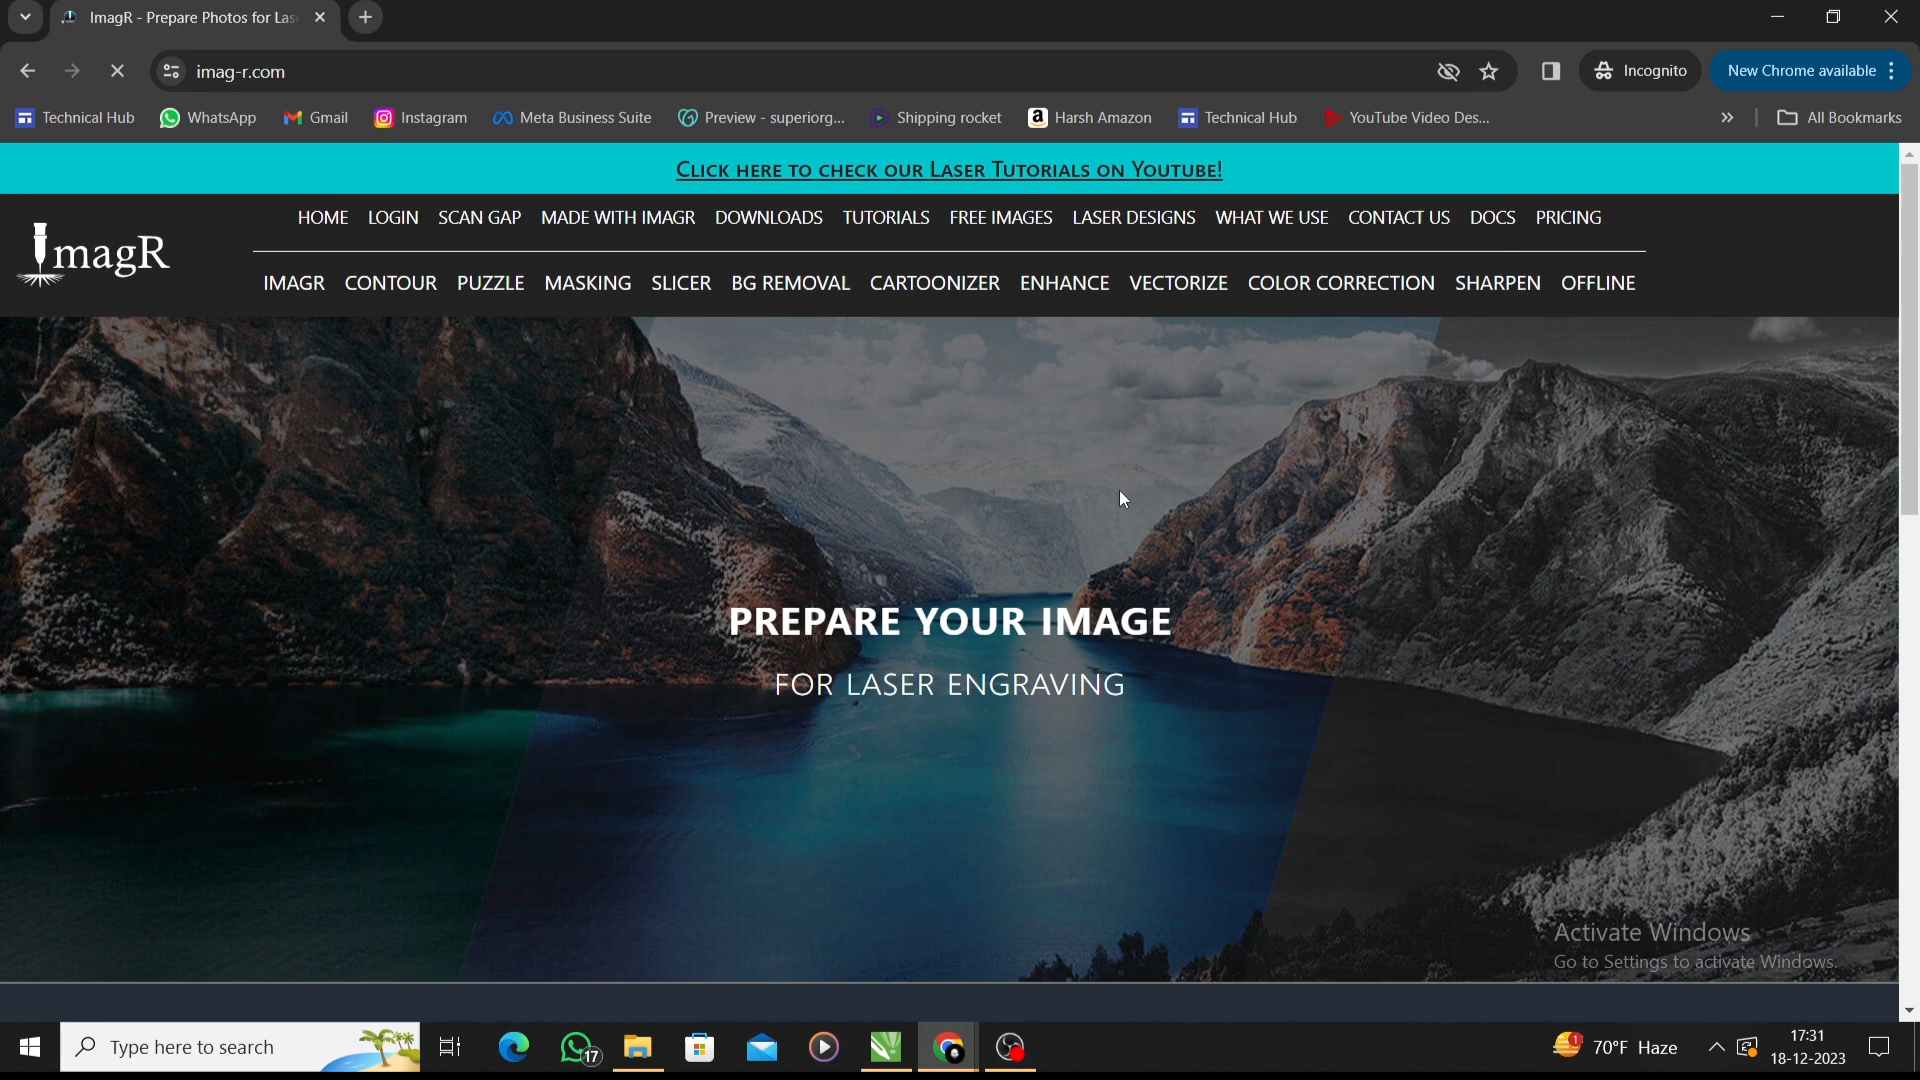 ImagR - Prepare Photos for Las
imag-r.com
Incognito
New Chrome available
Technical Hub
WhatsApp
Gmail
Instagram
Meta Business Suite
Preview - superiorg...
Shipping rocket
Harsh Amazon
Technical Hub
YouTube Video Des...
All Bookmarks
CLICK HERE TO CHECK OUR LASER TUTORIALS ON YOUTUBE!
ImagR
HOME LOGIN SCAN GAP MADE WITH IMAGR DOWNLOADS TUTORIALS FREE IMAGES LASER DESIGNS WHAT WE USE CONTACT US DOCS PRICING
IMAGR CONTOUR PUZZLE MASKING SLICER BG REMOVAL CARTOONIZER ENHANCE VECTORIZE COLOR CORRECTION SHARPEN OFFLINE
PREPARE YOUR IMAGE
FOR LASER ENGRAVING
Activate Windows
Go to Settings to activate Windows.
Type here to search
17
1
70°F Haze
17:31
18-12-2023